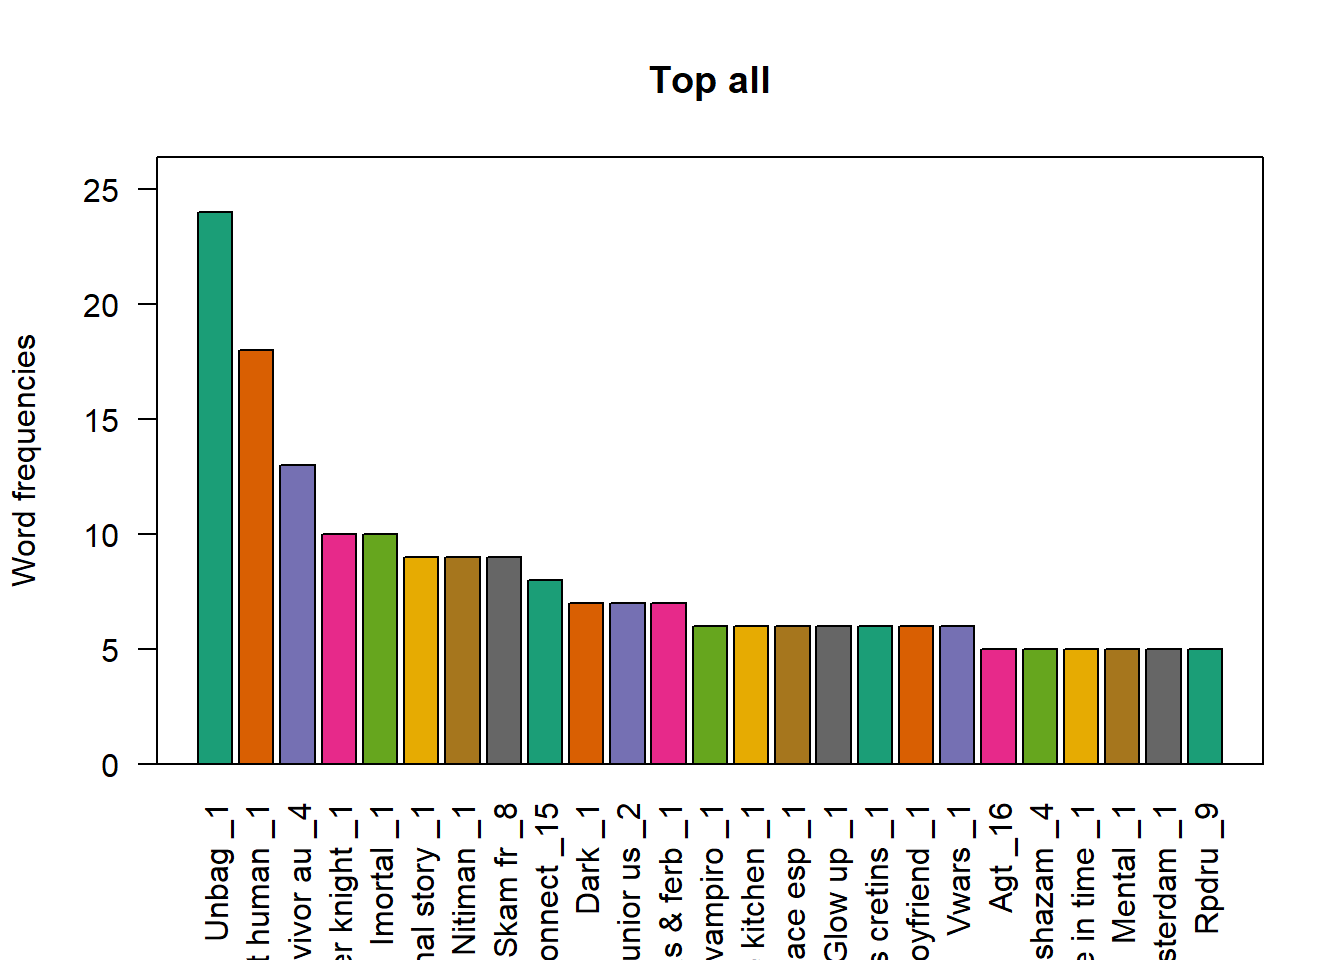 Top all
Word frequencies
25
20
15
10
5
0
Unbag _1
t human _1
vivor au _4
er knight _1
Imortal _1
nal story _1
Nitiman _1
Skam fr _8
onnect _15
Dark _1
unior us _2
s & ferb _1
vampiro _1
kitchen _1
ace esp _1
Glow up _1
s cretins _1
oyfriend _1
Vwars _1
Agt _16
shazam _4
e in time _1
Mental _1
sterdam _1
Rpdru _9